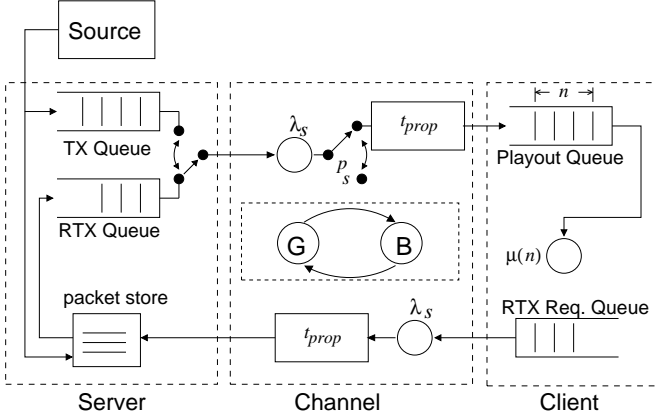 Source
TX Queue
RTX Queue
packet store
Server
λs
ps
tprop
G
B
tprop
λs
Channel
n
Playout Queue
μ(n)
RTX Req. Queue
Client